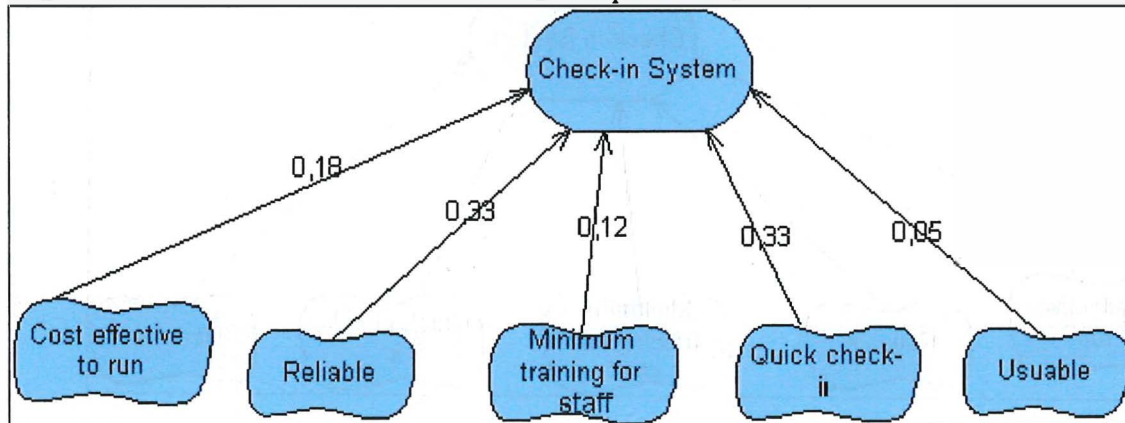 Check-in System
0,18
0,33
0,12
0,33
0,05
Cost effective
to run
Reliable
Minimum
training for
staff
Quick check-
Usuable